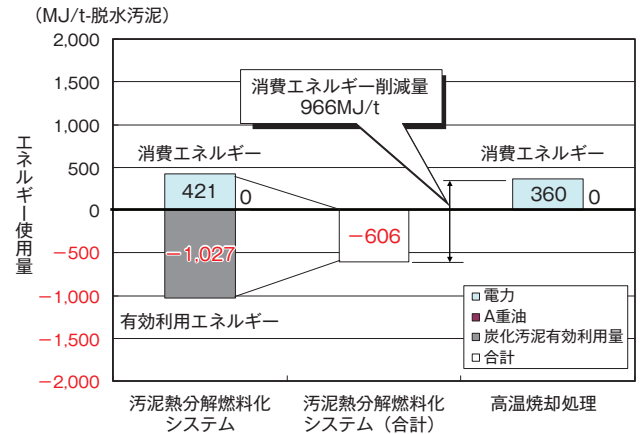 （MJ/t-脱水汚泥）
2,000
1,500
1,000
500
0
−500
−1,000
−1,500
−2,000
エネルギー使用量
消費エネルギー削減量
966MJ/t
消費エネルギー
421
0
−1,027
有効利用エネルギー
−606
消費エネルギー
360
0
電力
A重油
炭化汚泥有効利用量
合計
汚泥熱分解燃料化
システム
汚泥熱分解燃料化
システム（合計）
高温焼却処理